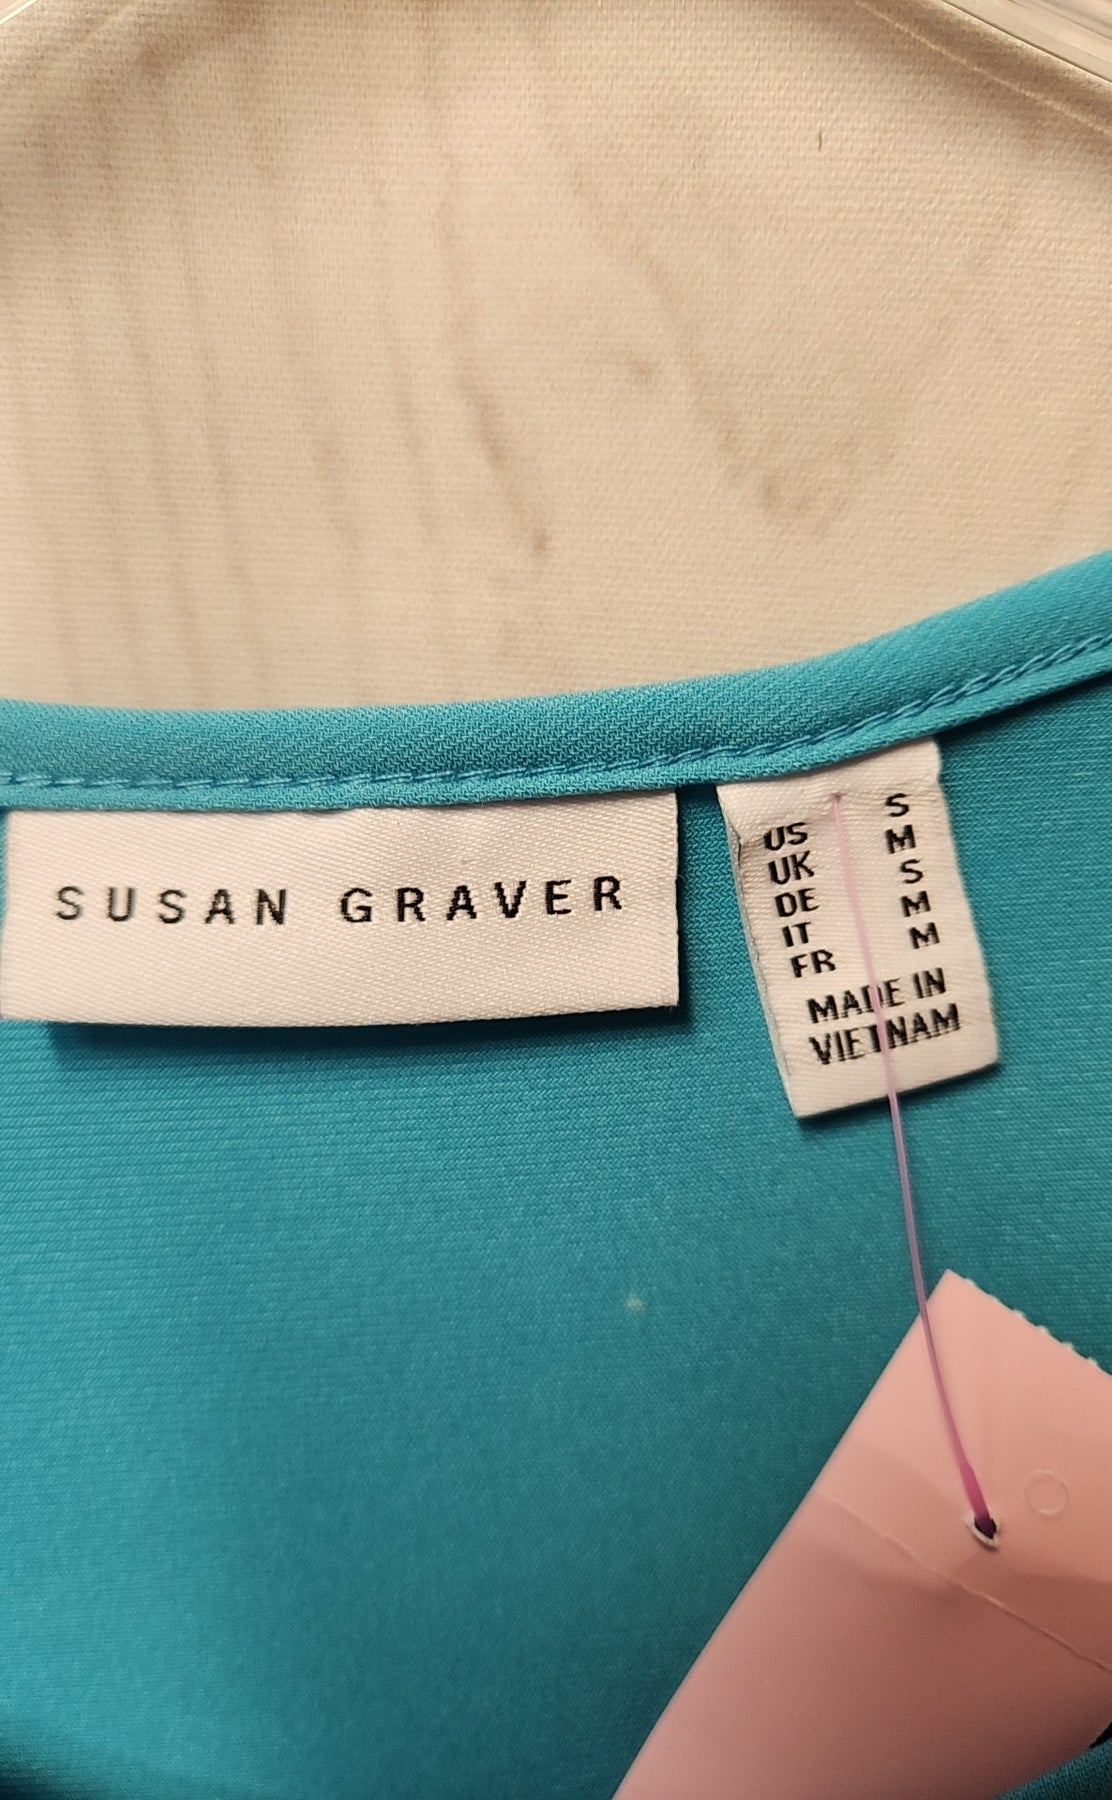 SUSAN GRAVER
US S
UK M
DE S
IT M
FR M
MADE IN
VIETNAM